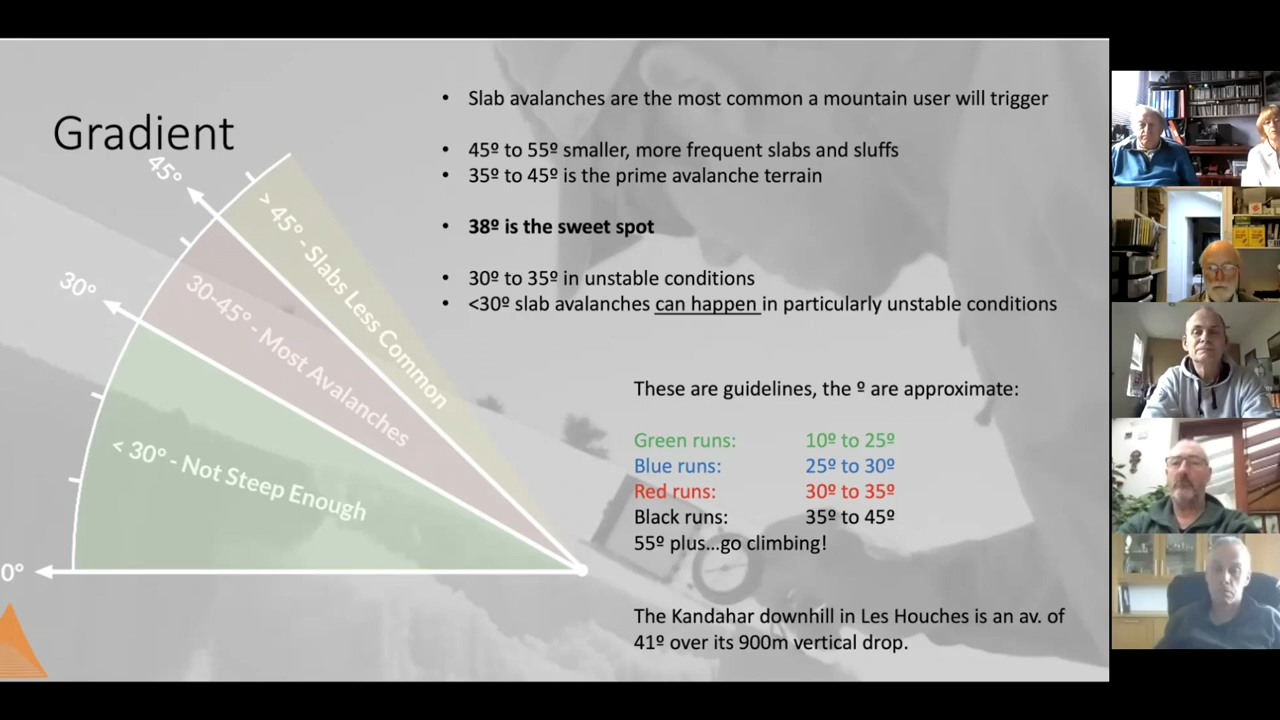 Gradient
45°
30°
0°
> 45° - Slabs Less Common
30-45° - Most Avalanches
< 30° - Not Steep Enough
• Slab avalanches are the most common a mountain user will trigger
• 45º to 55º smaller, more frequent slabs and sluffs
• 35º to 45º is the prime avalanche terrain
• 38º is the sweet spot
• 30º to 35º in unstable conditions
• <30º slab avalanches can happen in particularly unstable conditions
These are guidelines, the º are approximate:
Green runs: 10º to 25º
Blue runs: 25º to 30º
Red runs: 30º to 35º
Black runs: 35º to 45º
55º plus...go climbing!
The Kandahar downhill in Les Houches is an av. of
41º over its 900m vertical drop.